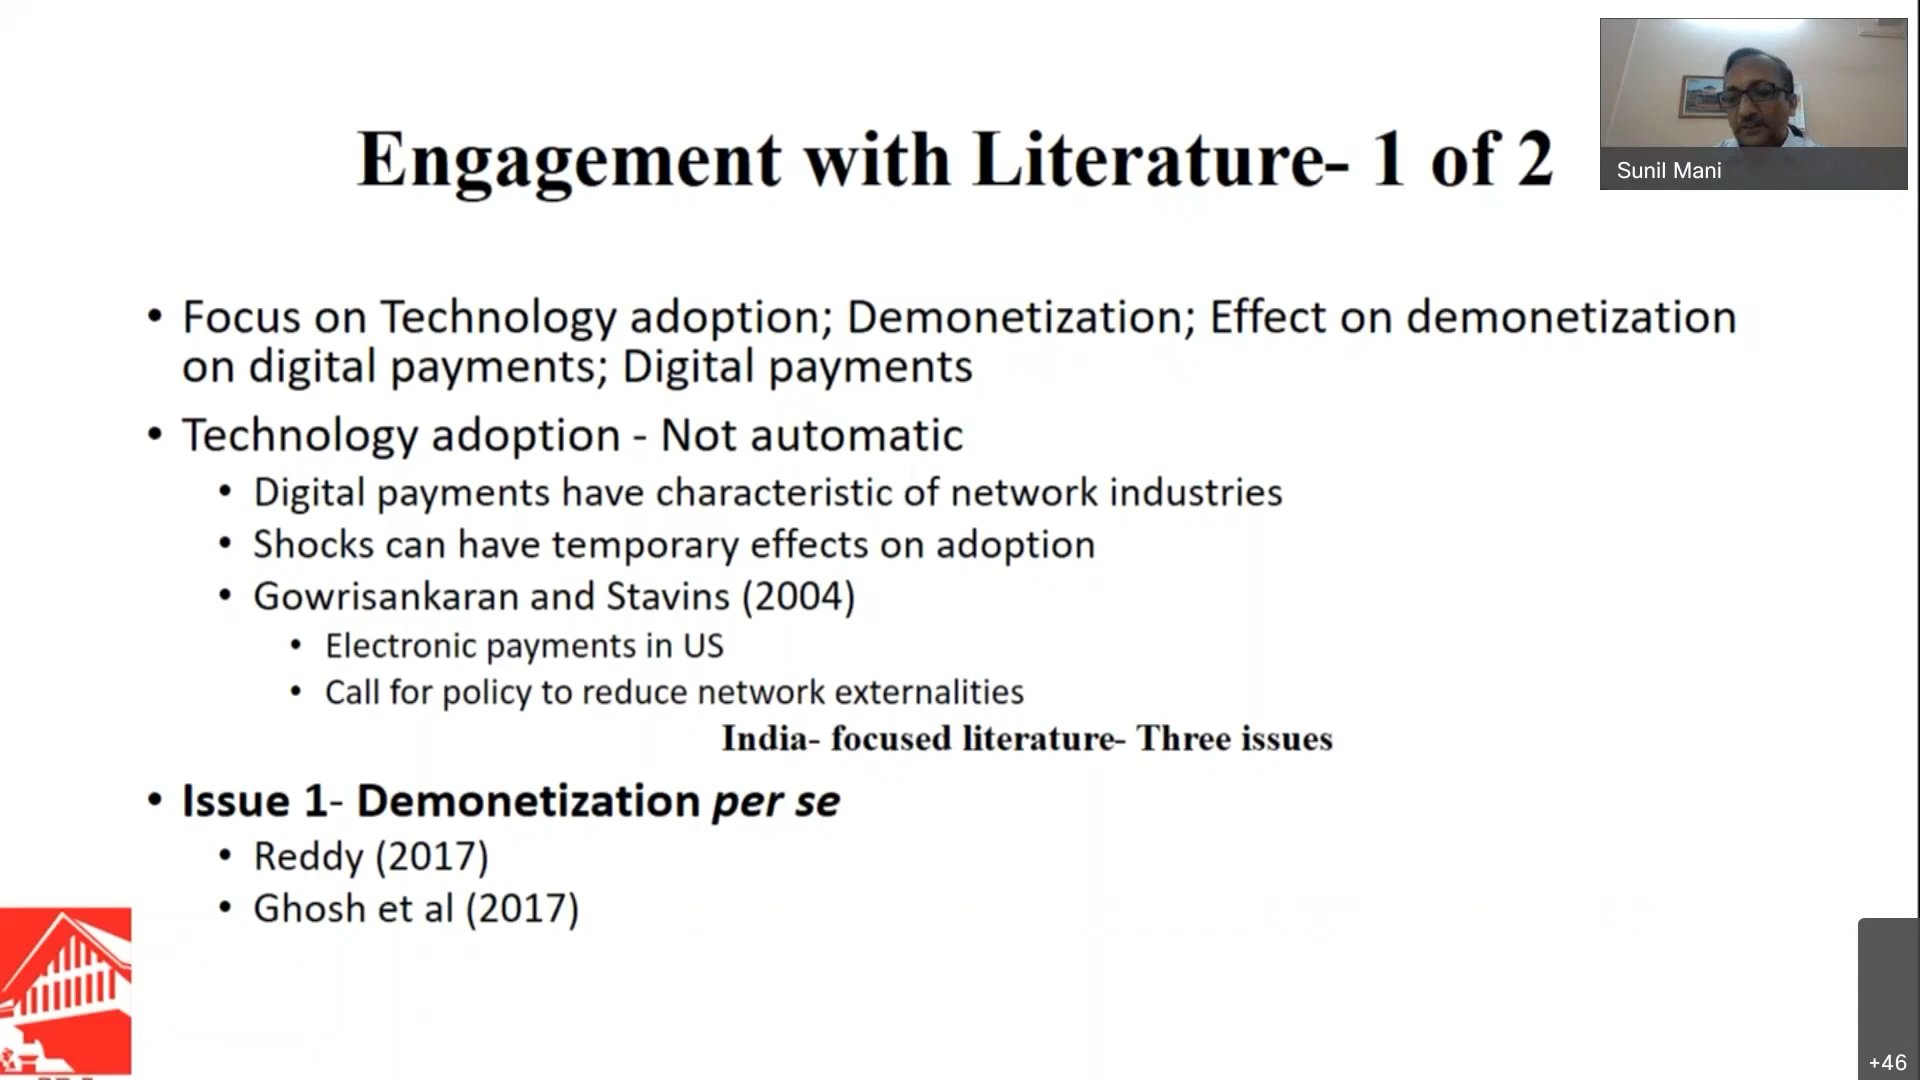 Engagement with Literature- 1 of 2
Sunil Mani
• Focus on Technology adoption; Demonetization; Effect on demonetization
on digital payments; Digital payments
• Technology adoption - Not automatic
• Digital payments have characteristic of network industries
• Shocks can have temporary effects on adoption
• Gowrisankaran and Stavins (2004)
• Electronic payments in US
• Call for policy to reduce network externalities
India- focused literature- Three issues
• Issue 1- Demonetization per se
• Reddy (2017)
• Ghosh et al (2017)
+46